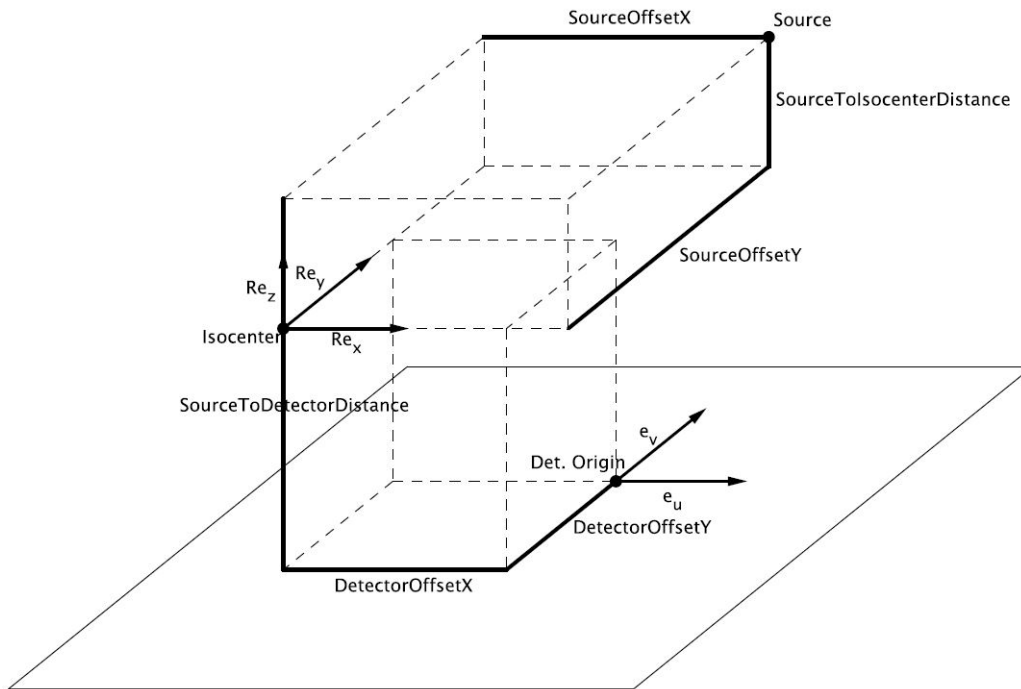 SourceOffsetX
Source
SourceToIsocenterDistance
SourceOffsetY
Re_y
Re_z
Isocenter
Re_x
SourceToDetectorDistance
e_v
Det. Origin
e_u
DetectorOffsetY
DetectorOffsetX